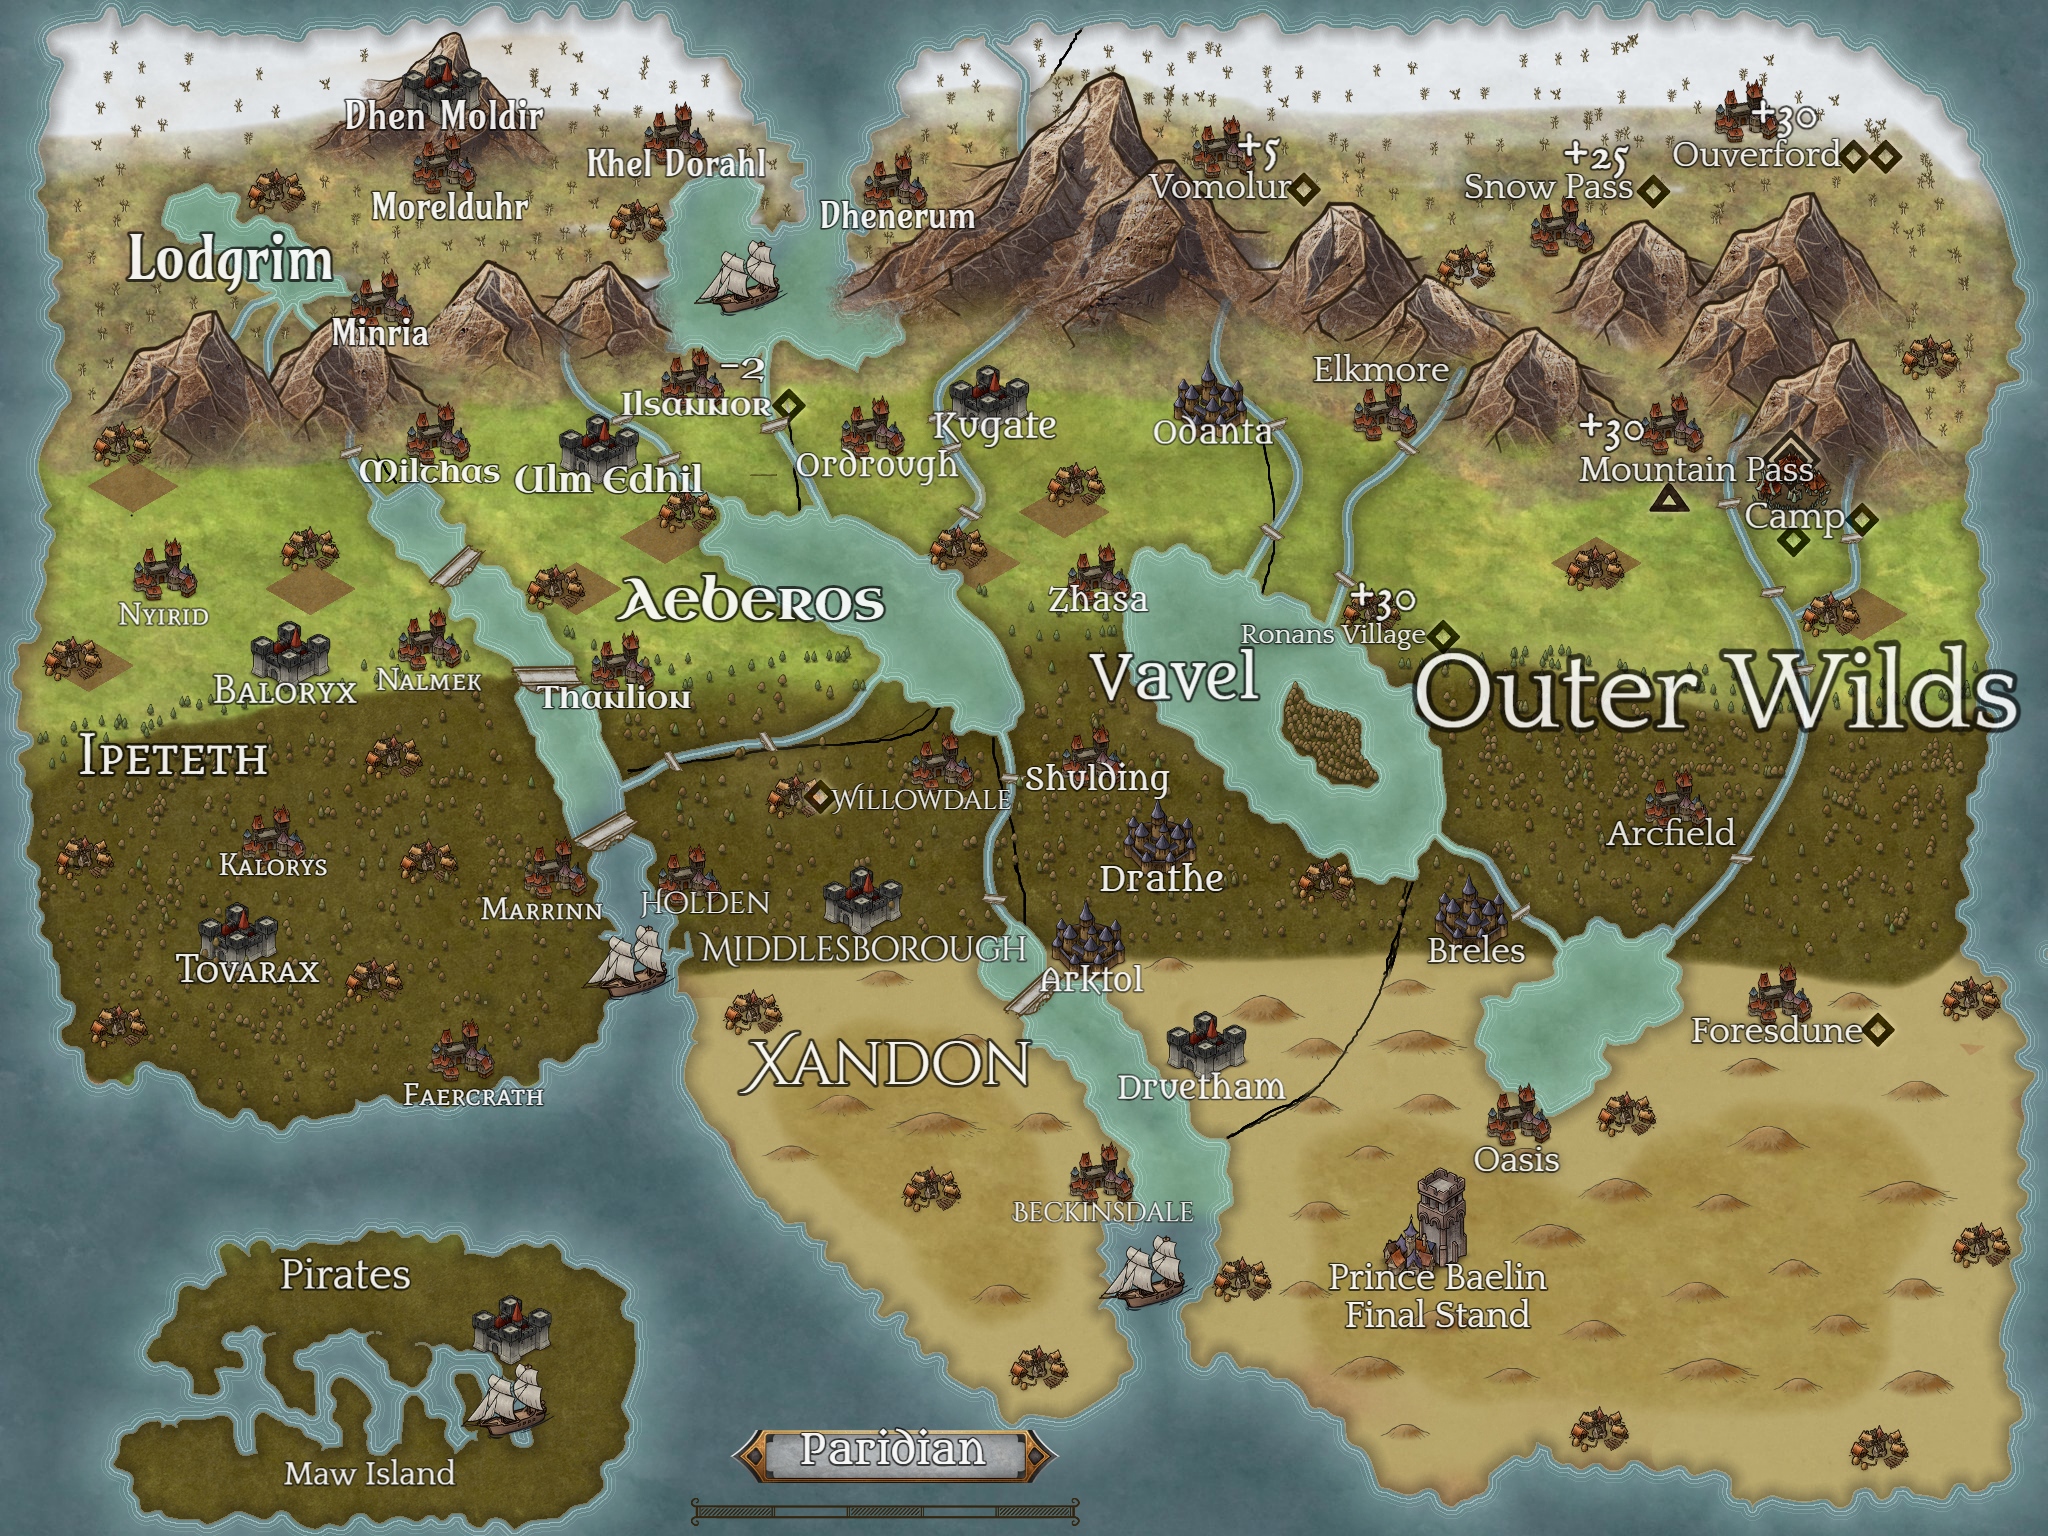 Dhen Moldir
Khel Dorahl
Morelduhr
Dhenerum
+5
Vomolur
+25
Snow Pass
+30
Ouverford
Lodgrim
Minria
-2
Ilsannor
Elkmore
Milthas
Ulm Edhil
Ordrough
Kugate
Odanta
+30
Mountain Pass
Camp
Nyirid
Aeberos
Zhasa
+30
Ronans Village
Baloryx
Nalmek
Thanlion
Vavel
Outer Wilds
Ipeteth
Willowdale
Shulding
Arcfield
Kalorys
Marrinn
Holden
Drathe
Tovarax
Middlesborough
Arktol
Breles
Foresdune
Xandon
Faercrath
Druetham
Oasis
Beckinsdale
Prince Baelin
Final Stand
Pirates
Maw Island
Paridian